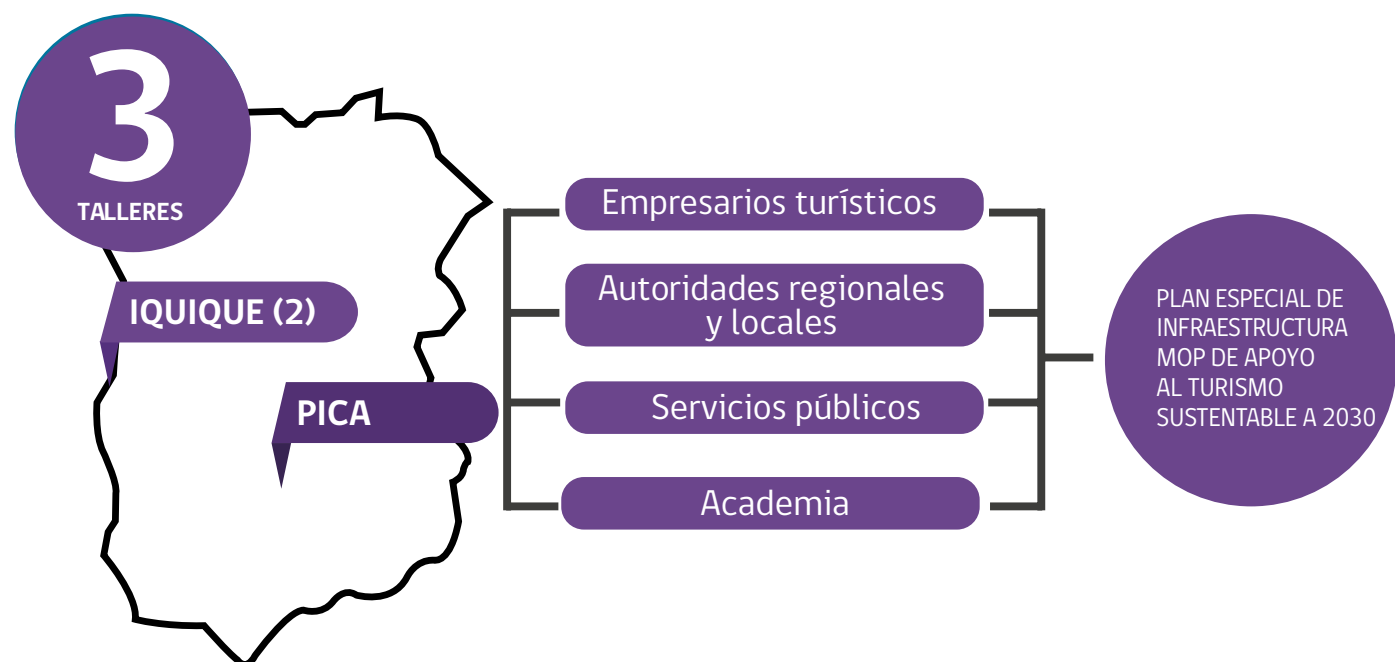 3
TALLERES
IQUIQUE (2)
PICA
Empresarios turísticos
Autoridades regionales
y locales
Servicios públicos
Academia
PLAN ESPECIAL DE
INFRAESTRUCTURA
MOP DE APOYO
AL TURISMO
SUSTENTABLE A 2030